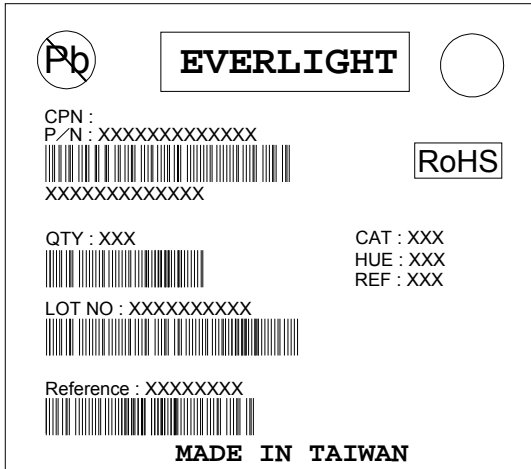 Pb
EVERLIGHT
CPN :
P/N : XXXXXXXXXXXXX
RoHS
XXXXXXXXXXXXX
QTY : XXX
CAT : XXX
HUE : XXX
REF : XXX
LOT NO : XXXXXXXXXX
Reference : XXXXXXXX
MADE IN TAIWAN